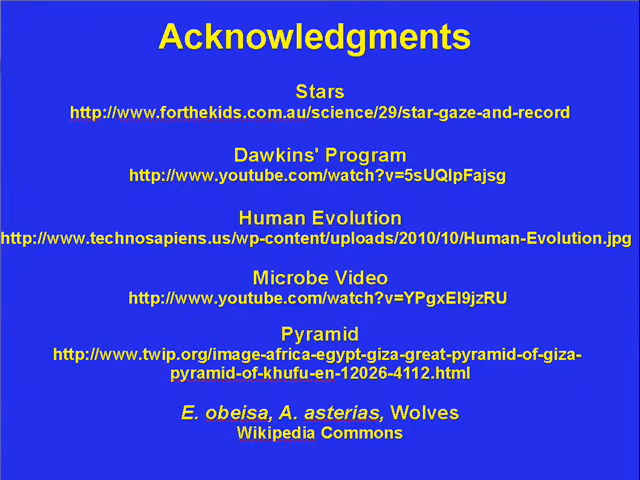 Acknowledgments
Stars
http://www.forthekids.com.au/science/29/star-gaze-and-record
Dawkins' Program
http://www.youtube.com/watch?v=5sUQIpFajsg
Human Evolution
http://www.technosapiens.us/wp-content/uploads/2010/10/Human-Evolution.jpg
Microbe Video
http://www.youtube.com/watch?v=YPgxEI9jzRU
Pyramid
http://www.twip.org/image-africa-egypt-giza-great-pyramid-of-giza-
pyramid-of-khufu-en-12026-4112.html
E. obeisa, A. asterias, Wolves
Wikipedia Commons